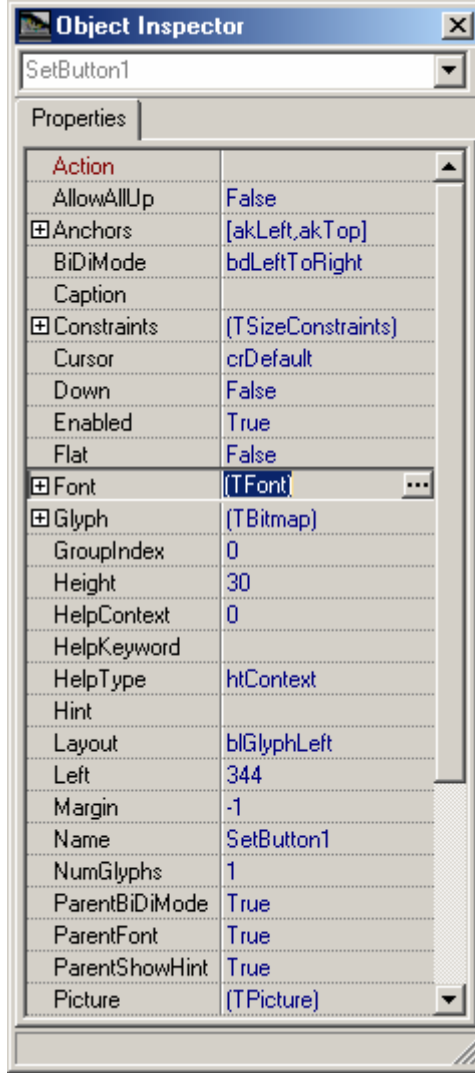 Object Inspector
SetButton1
Properties
Action
AllowAllUp False
Anchors [akLeft,akTop]
BiDiMode bdLeftToRight
Caption
Constraints (TSizeConstraints)
Cursor crDefault
Down False
Enabled True
Flat False
Font (TFont) ...
Glyph (TBitmap)
GroupIndex 0
Height 30
HelpContext 0
HelpKeyword
HelpType htContext
Hint
Layout blGlyphLeft
Left 344
Margin -1
Name SetButton1
NumGlyphs 1
ParentBiDiMode True
ParentFont True
ParentShowHint True
Picture (TPicture)